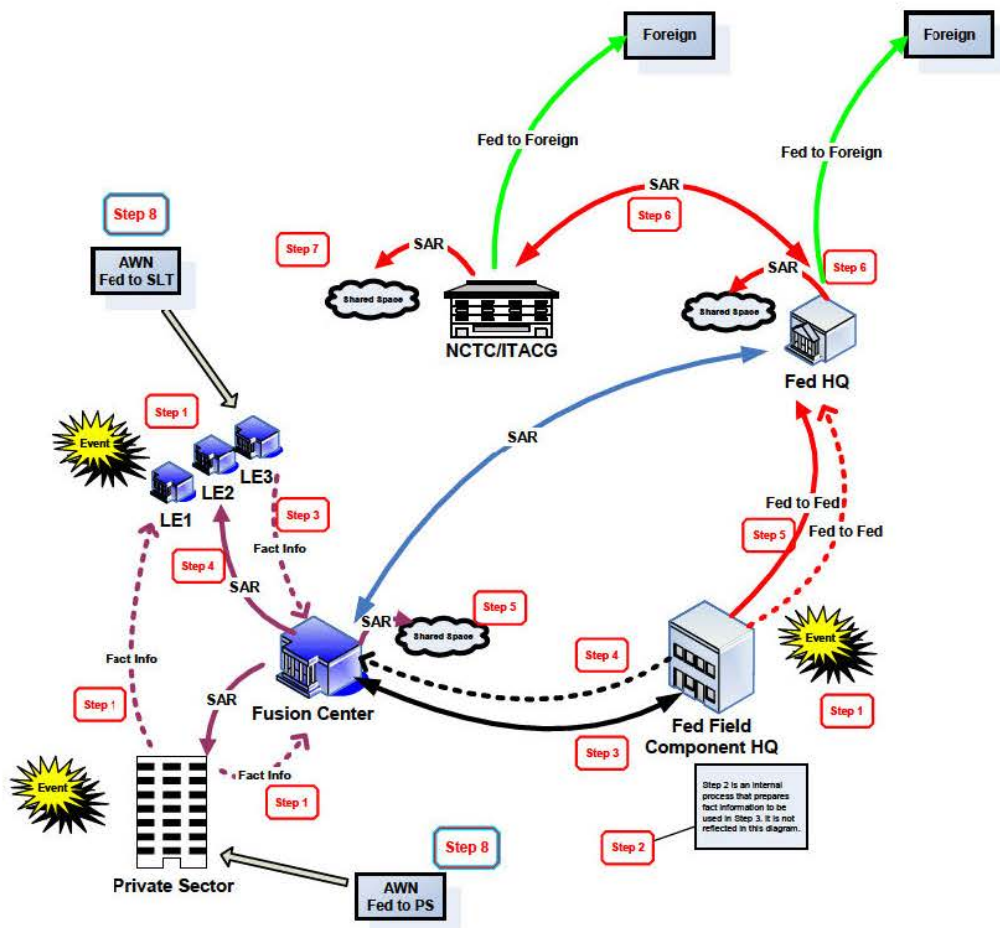 Foreign
Foreign
Fed to Foreign
Fed to Foreign
SAR
Step 6
Step 8
AWN
Fed to SLT
Step 7
SAR
Shared Space
SAR
Step 6
Shared Space
NCTC/ITACG
Fed HQ
Step 1
Event
LE3
LE2
LE1
SAR
Step 3
Fact Info
Step 4
SAR
Fed to Fed
Step 5
Fed to Fed
Step 5
SAR
Shared Space
Fact Info
Step 1
SAR
Fusion Center
Step 4
Event
Step 1
Fed Field
Component HQ
Step 3
Event
Fact Info
Step 1
Step 2 is an internal
process that prepares
fact information to be
used in Step 3. It is not
reflected in this diagram.
Step 2
Step 8
Private Sector
AWN
Fed to PS